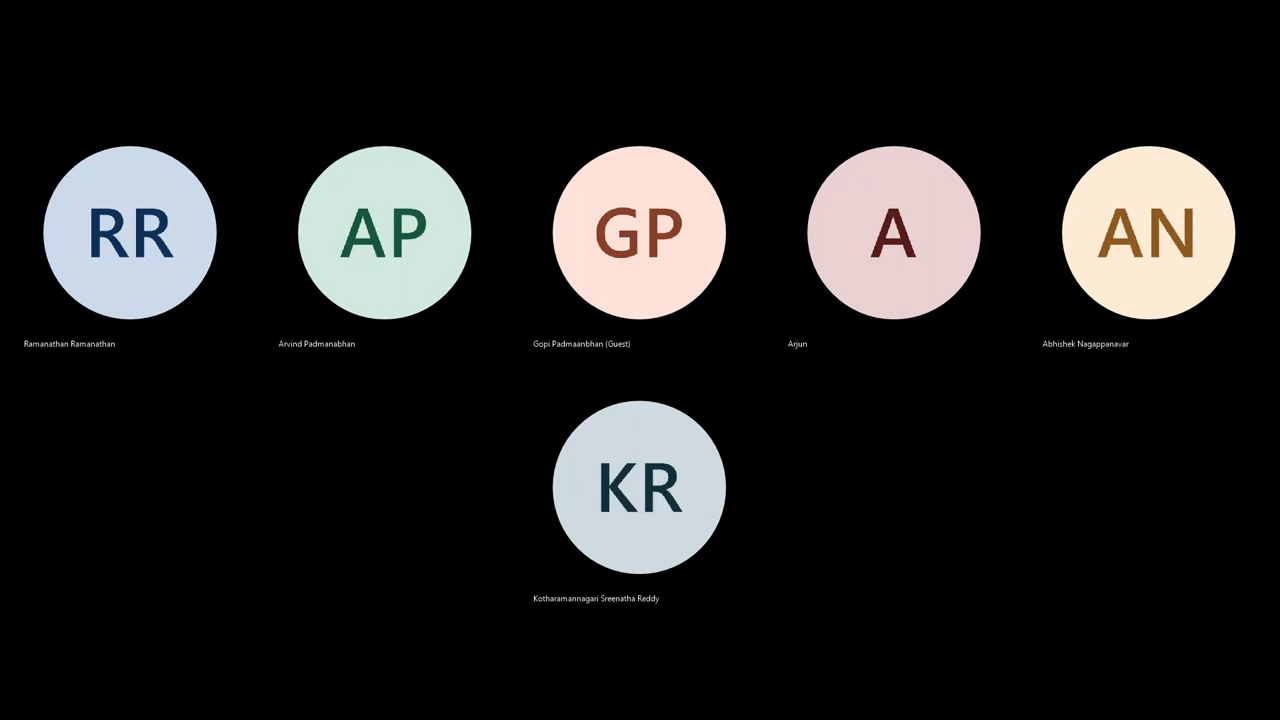 RR
AP
GP
A
AN
Ramanathan Ramanathan
Arvind Padmanabhan
Gopi Padmaanbhan (Guest)
Arjun
Abhishek Nagappanavar
KR
Kotharamannagari Sreenatha Reddy